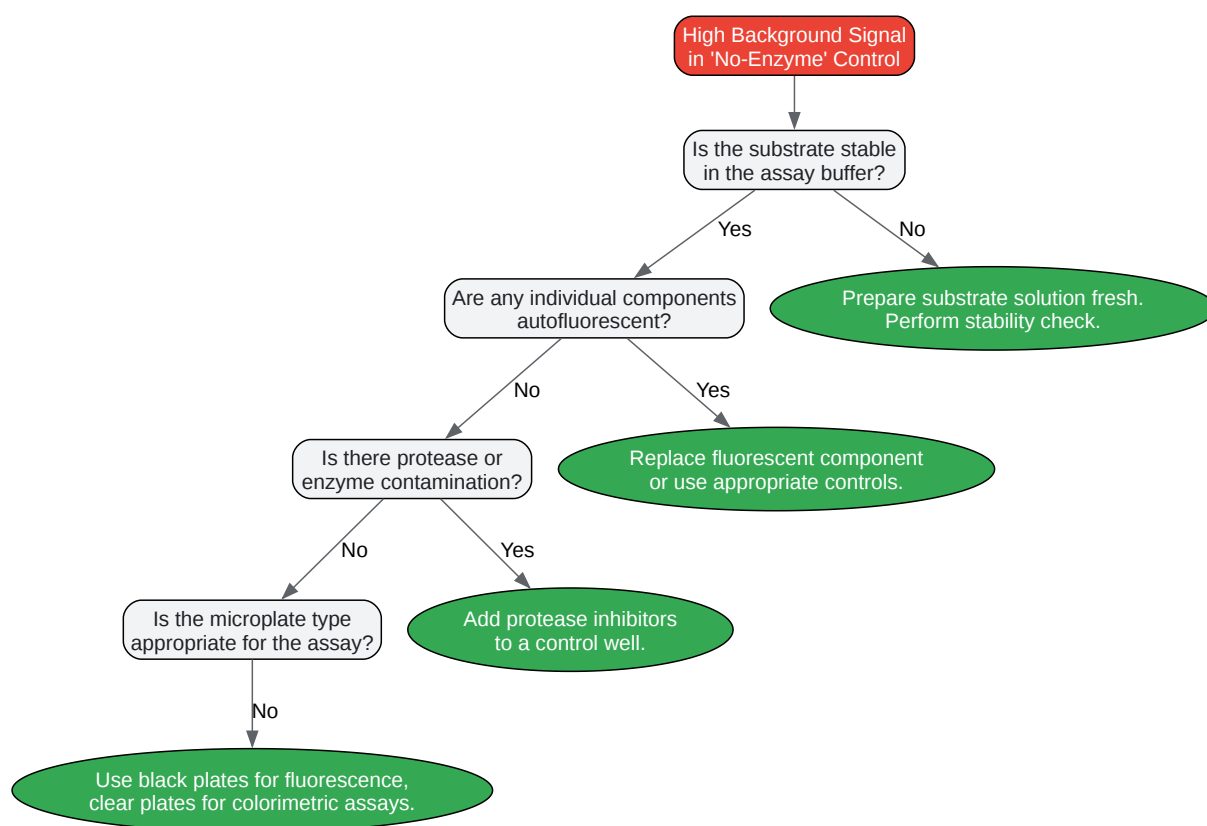 High Background Signal
in 'No-Enzyme' Control
Is the substrate stable
in the assay buffer?
Yes
No
Are any individual components
autofluorescent?
Prepare substrate solution fresh.
Perform stability check.
No
Yes
Is there protease or
enzyme contamination?
Replace fluorescent component
or use appropriate controls.
No
Yes
Is the microplate type
appropriate for the assay?
Add protease inhibitors
to a control well.
No
Use black plates for fluorescence,
clear plates for colorimetric assays.